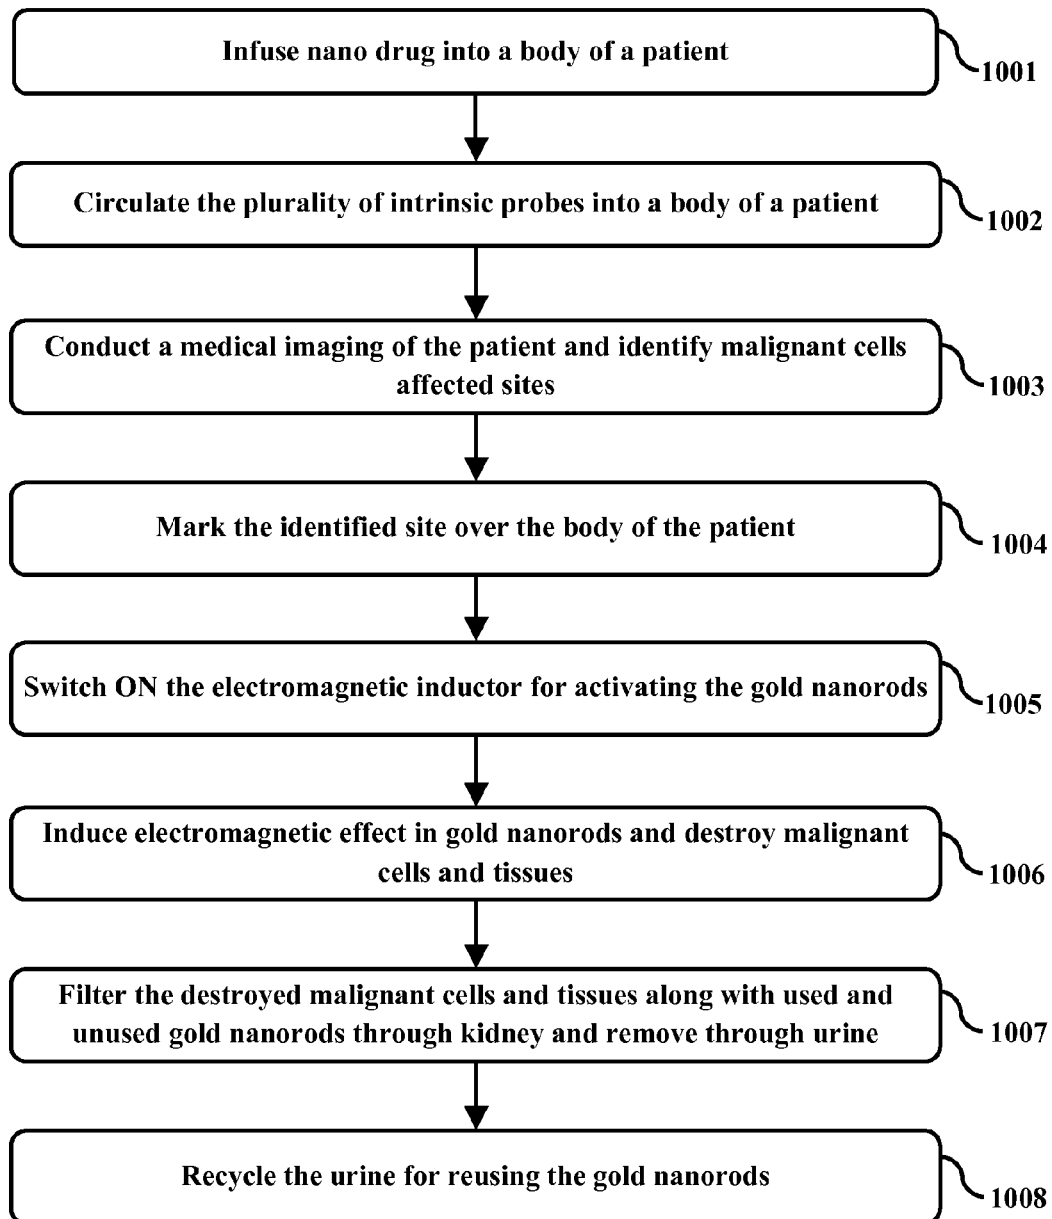 Infuse nano drug into a body of a patient
1001
Circulate the plurality of intrinsic probes into a body of a patient
1002
Conduct a medical imaging of the patient and identify malignant cells
affected sites
1003
Mark the identified site over the body of the patient
1004
Switch ON the electromagnetic inductor for activating the gold nanorods
1005
Induce electromagnetic effect in gold nanorods and destroy malignant
cells and tissues
1006
Filter the destroyed malignant cells and tissues along with used and
unused gold nanorods through kidney and remove through urine
1007
Recycle the urine for reusing the gold nanorods
1008